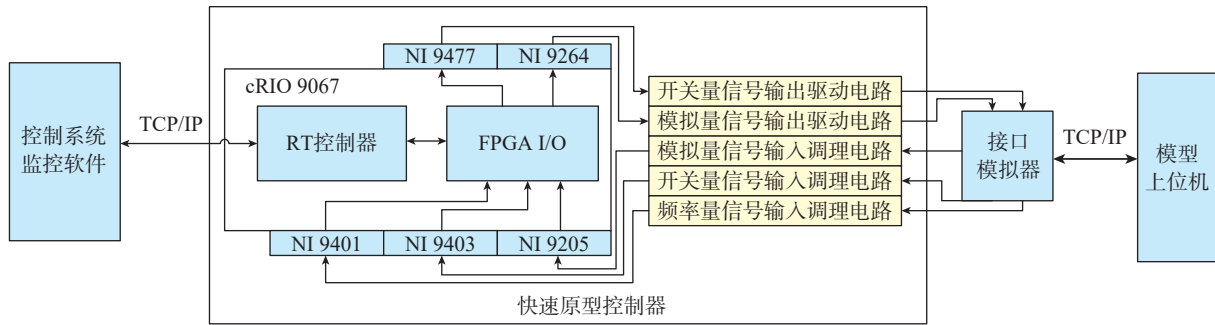 NI 9477
NI 9264
cRIO 9067
开关量信号输出驱动电路
控制系统
监控软件
TCP/IP
RT控制器
FPGA I/O
模拟量信号输出驱动电路
模拟量信号输入调理电路
开关量信号输入调理电路
频率量信号输入调理电路
接口
模拟器
TCP/IP
模型
上位机
NI 9401
NI 9403
NI 9205
快速原型控制器